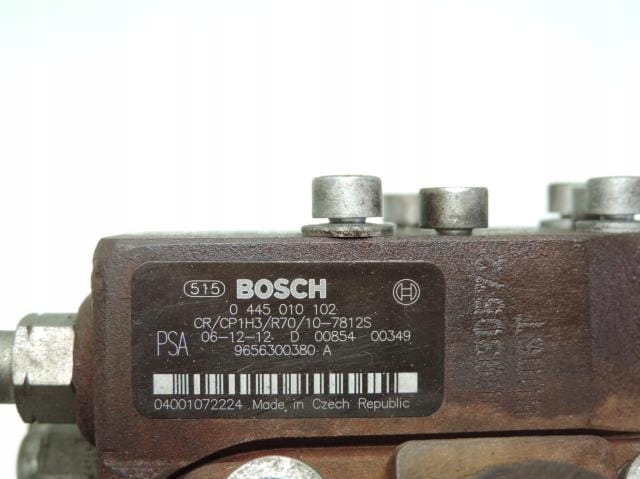 515 BOSCH
0 445 010 102
CR/CP1H3/R70/10-7812S
PSA 06-12-12 D 00854 00349
9656300380 A
04001072224 Made in Czech Republic